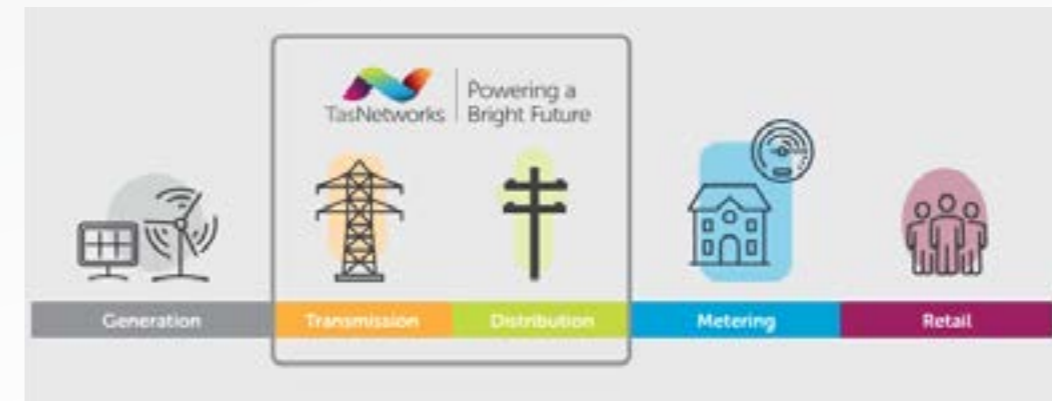 TasNetworks
Powering a
Bright Future
Generation
Transmission
Distribution
Metering
Retail